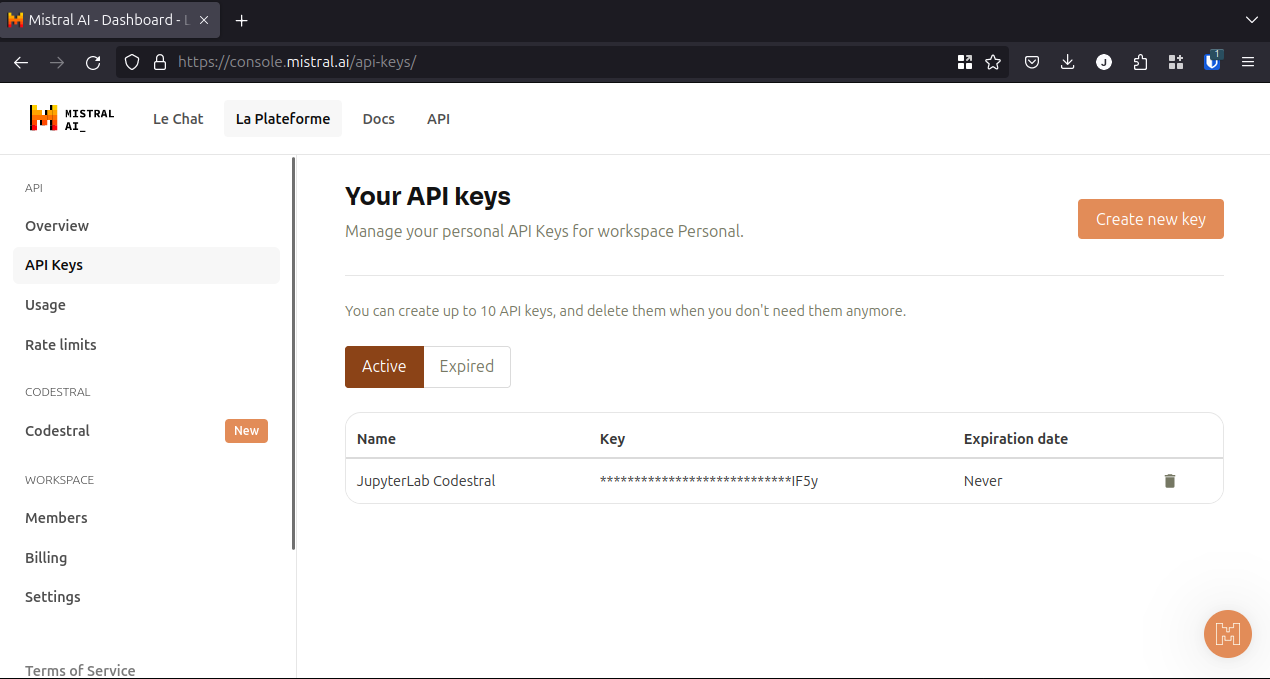 Mistral AI - Dashboard - L
https://console.mistral.ai/api-keys/
J
1
MISTRAL
AI_
Le Chat
La Plateforme
Docs
API
API
Overview
API Keys
Usage
Rate limits
CODESTRAL
Codestral
New
WORKSPACE
Members
Billing
Settings
Terms of Service
Your API keys
Manage your personal API Keys for workspace Personal.
Create new key
You can create up to 10 API keys, and delete them when you don't need them anymore.
Active
Expired
Name
Key
Expiration date
JupyterLab Codestral
****************************IF5y
Never